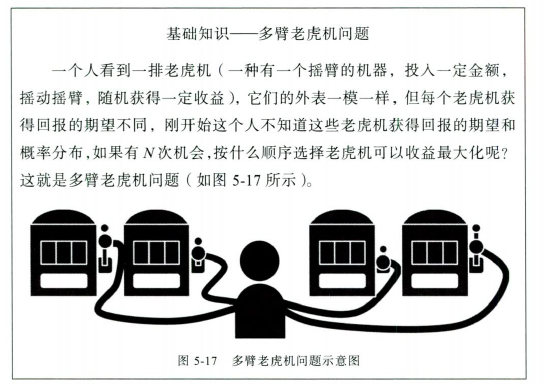 基础知识——多臂老虎机问题
一个人看到一排老虎机（一种有一个摇臂的机器，投入一定金额，
摇动摇臂，随机获得一定收益），它们的外表一模一样，但每个老虎机获
得回报的期望不同，刚开始这个人不知道这些老虎机获得回报的期望和
概率分布，如果有 N 次机会，按什么顺序选择老虎机可以收益最大化呢？
这就是多臂老虎机问题（如图 5-17 所示）。
图 5-17 多臂老虎机问题示意图